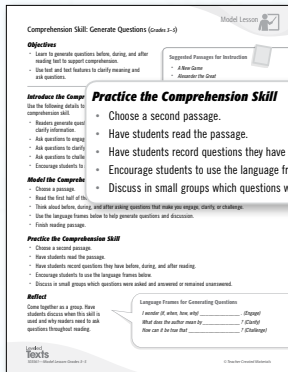 Model Lesson
Comprehension Skill: Generate Questions (Grades 3–5)
Objectives
• Learn to generate questions before, during, and after
reading text to support comprehension.
• Use text and text features to clarify meaning and
ask questions.
Suggested Passages for Instruction
• A New Game
• Alexander the Great
Introduce the Compr
Use the following details to
comprehension skill.
• Readers generate quest
clarify information.
• Ask questions to engag
• Ask questions to clarify
• Ask questions to challe
• Encourage students to
Practice the Comprehension Skill
• Choose a second passage.
• Have students read the passage.
• Have students record questions they have
• Encourage students to use the language fr
• Discuss in small groups which questions w
Model the Comprehe
• Choose a passage.
• Read the first half of th
• Think aloud before, during, and after asking questions that make you engage, clarify, or challenge.
• Use the language frames below to help generate questions and discussion.
• Finish reading passage.
Practice the Comprehension Skill
• Choose a second passage.
• Have students read the passage.
• Have students record questions they have before, during, and after reading.
• Encourage students to use the language frames below.
• Discuss in small groups which questions were asked and answered or remained unanswered.
Reflect
Come together as a group. Have
students discuss when this skill is
used and why readers need to ask
questions throughout reading.
Language Frames for Generating Questions
I wonder (if, when, how, why) ____________. (Engage)
What does the author mean by ____________? (Clarify)
How can it be true that ____________? (Challenge)
Leveled
Texts
© Teacher Created Materials